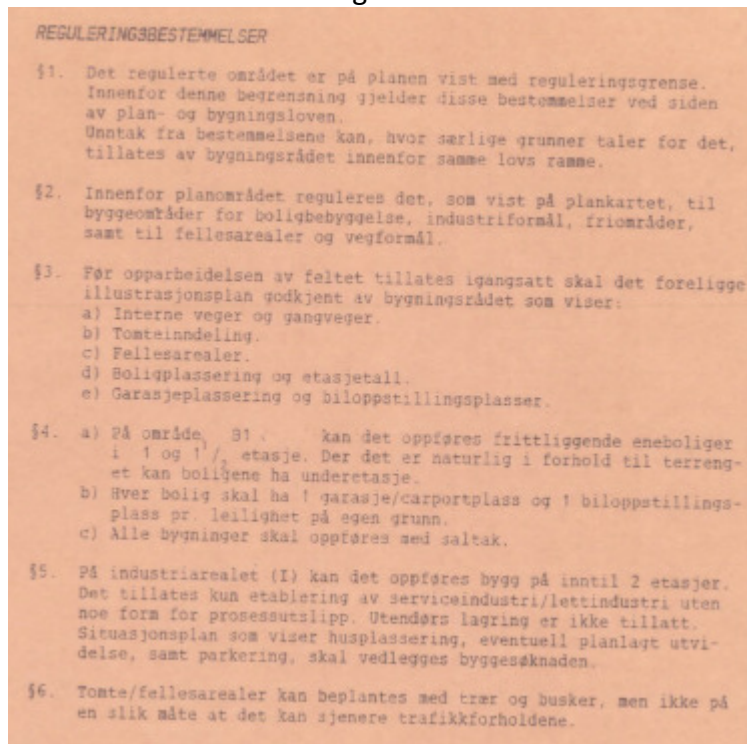 REGULERINGSBESTEMMELSER
§1. Det regulerte området er på planen vist med reguleringsgrense.
Innenfor denne begrensning gjelder disse bestemmelser ved siden
av plan- og bygningsloven.
Unntak fra bestemmelsene kan, hvor særlige grunner taler for det,
tillates av bygningsrådet innenfor samme lovs ramme.
§2. Innenfor planområdet reguleres det, som vist på plankartet, til
byggeområder for boligbebyggelse, industriformål, friområder,
samt til fellesarealer og vegformål.
§3. Før opparbeidelsen av feltet tillates igangsatt skal det foreligge
illustrasjonsplan godkjent av bygningsrådet som viser:
a) Interne veger og gangveger.
b) Tomteinndeling.
c) Fellesarealer.
d) Boligplassering og etasjetall.
e) Garasjeplassering og biloppstillingsplasser.
§4. a) På område B1 kan det oppføres frittliggende eneboliger
i 1 og 1 1/2 etasje. Der det er naturlig i forhold til terreng-
et kan boligene ha underetasje.
b) Hver bolig skal ha 1 garasje/carportplass og 1 biloppstillings-
plass pr. leilighet på egen grunn.
c) Alle bygninger skal oppføres med saltak.
§5. På industriarealet (I) kan det oppføres bygg på inntil 2 etasjer.
Det tillates kun etablering av serviceindustri/lettindustri uten
noe form for prosessutslipp. Utendørs lagring er ikke tillatt.
Situasjonsplan som viser husplassering, eventuell planlagt utvi-
delse, samt parkering, skal vedlegges byggesøknaden.
§6. Tomte/fellesarealer kan beplantes med trær og busker, men ikke på
en slik måte at det kan sjenere trafikkforholdene.